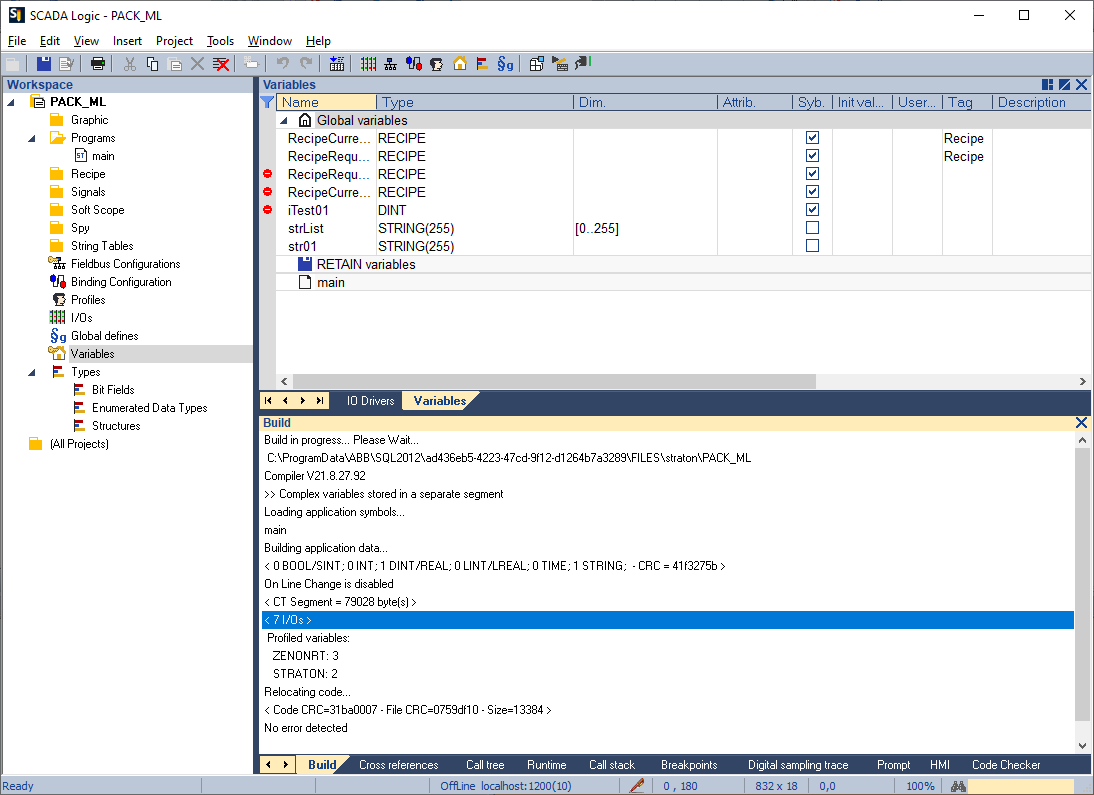 SCADA Logic - PACK_ML
File Edit View Insert Project Tools Window Help
Workspace
PACK_ML
Graphic
Programs
main
Recipe
Signals
Soft Scope
Spy
String Tables
Fieldbus Configurations
Binding Configuration
Profiles
I/Os
Global defines
Variables
Types
Bit Fields
Enumerated Data Types
Structures
(All Projects)
Variables
Name Type Dim. Attrib. Syb. Init val... User... Tag Description
Global variables
RecipeCurre... RECIPE Recipe
RecipeRequ... RECIPE Recipe
RecipeRequ... RECIPE
RecipeCurre... RECIPE
iTest01 DINT
strList STRING(255) [0..255]
str01 STRING(255)
RETAIN variables
main
IO Drivers Variables
Build
Build in progress... Please Wait...
C:\ProgramData\ABB\SQL2012\ad436eb5-4223-47cd-9f12-d1264b7a3289\FILES\straton\PACK_ML
Compiler V21.8.27.92
>> Complex variables stored in a separate segment
Loading application symbols...
main
Building application data...
< 0 BOOL/SINT; 0 INT; 1 DINT/REAL; 0 LINT/LREAL; 0 TIME; 1 STRING;  - CRC = 41f3275b >
On Line Change is disabled
< CT Segment = 79028 byte(s) >
< 7 I/Os >
Profiled variables:
ZENONRT: 3
STRATON: 2
Relocating code...
< Code CRC=31ba0007 - File CRC=0759df10 - Size=13384 >
No error detected
Build Cross references Call tree Runtime Call stack Breakpoints Digital sampling trace Prompt HMI Code Checker
Ready OffLine localhost:1200(10) 0 , 180 832 x 18 0,0 100%